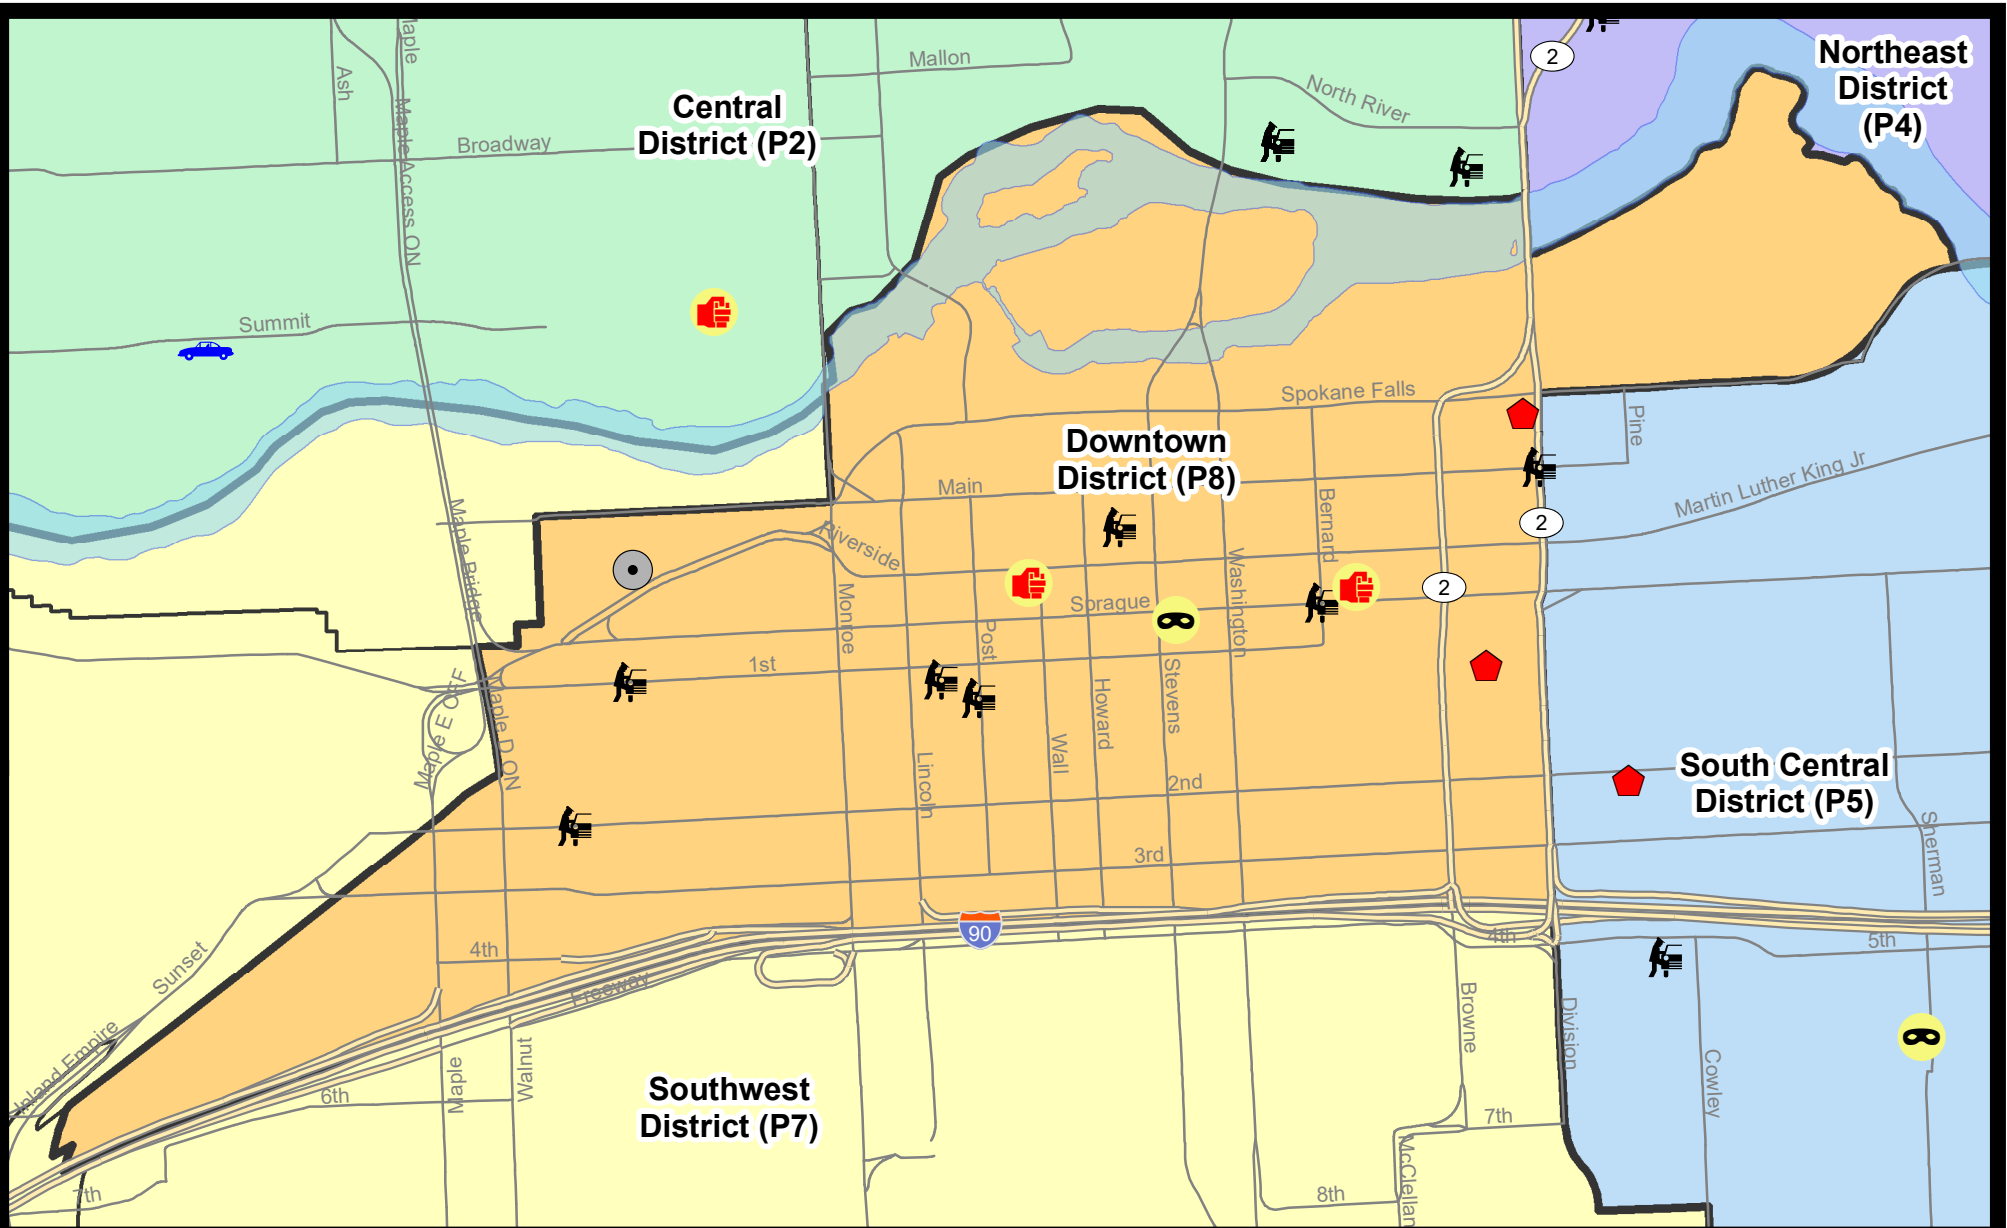 Maple
2
Northeast
District
(P4)
Mallon
Ash
North River
Central
District (P2)
Maple Access ON
Broadway
Summit
Spokane Falls
Pine
Downtown
District (P8)
Martin Luther King Jr
Main
Bernard
Maple Bridge
2
Riverside
Washington
2
Monroe
Sprague
Post
1st
Stevens
Maple E OFF
Maple D ON
Howard
Wall
Lincoln
2nd
South Central
District (P5)
Sherman
3rd
90
4th
4th
5th
Sunset
Freeway
Browne
Division
Inland Empire
Walnut
Maple
Cowley
6th
Southwest
District (P7)
7th
McClellan
7th
8th